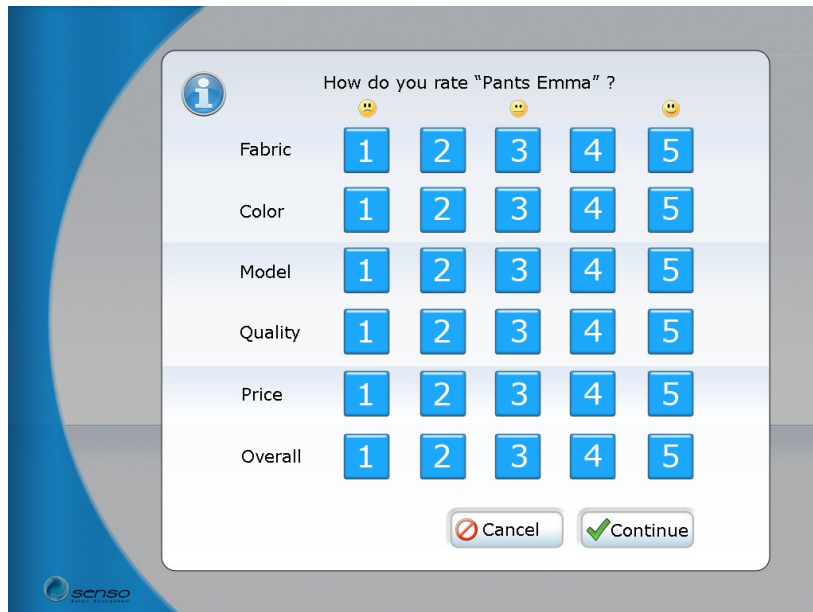 How do you rate “Pants Emma” ?
Fabric 1 2 3 4 5
Color 1 2 3 4 5
Model 1 2 3 4 5
Quality 1 2 3 4 5
Price 1 2 3 4 5
Overall 1 2 3 4 5
Cancel Continue
senso